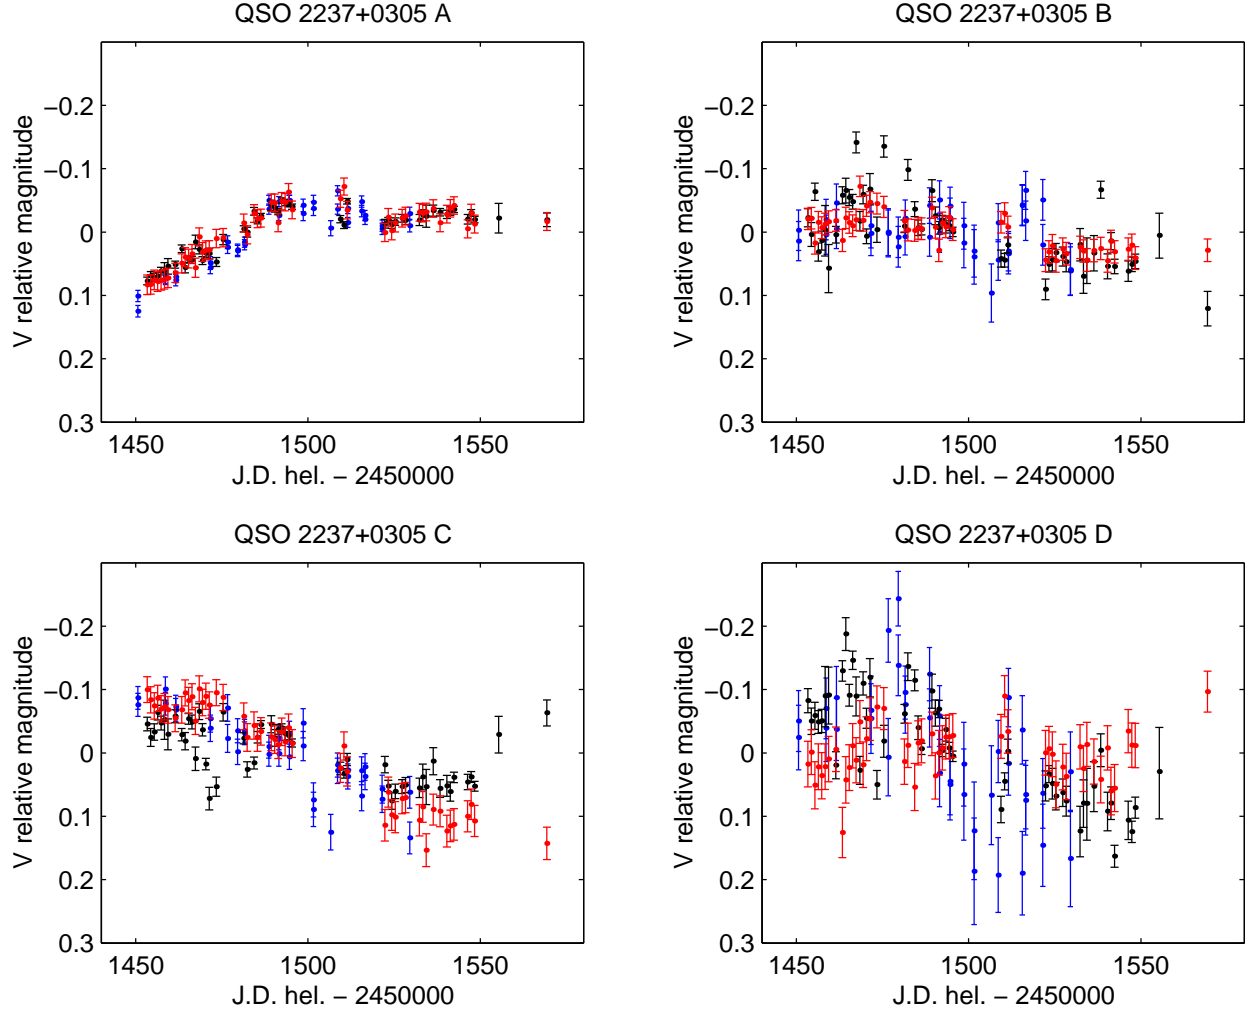 QSO 2237+0305 A
−0.2
−0.1
0
0.1
0.2
0.3
V relative magnitude
1450 1500 1550
J.D. hel. − 2450000
QSO 2237+0305 B
−0.2
−0.1
0
0.1
0.2
0.3
V relative magnitude
1450 1500 1550
J.D. hel. − 2450000
QSO 2237+0305 C
−0.2
−0.1
0
0.1
0.2
0.3
V relative magnitude
1450 1500 1550
J.D. hel. − 2450000
QSO 2237+0305 D
−0.2
−0.1
0
0.1
0.2
0.3
V relative magnitude
1450 1500 1550
J.D. hel. − 2450000